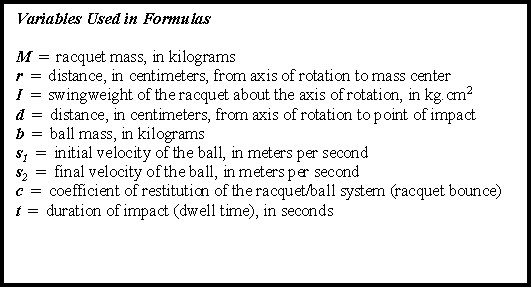 Variables Used in Formulas
M = racquet mass, in kilograms
r = distance, in centimeters, from axis of rotation to mass center
I = swingweight of the racquet about the axis of rotation, in kg.cm²
d = distance, in centimeters, from axis of rotation to point of impact
b = ball mass, in kilograms
s₁ = initial velocity of the ball, in meters per second
s₂ = final velocity of the ball, in meters per second
c = coefficient of restitution of the racquet/ball system (racquet bounce)
t = duration of impact (dwell time), in seconds